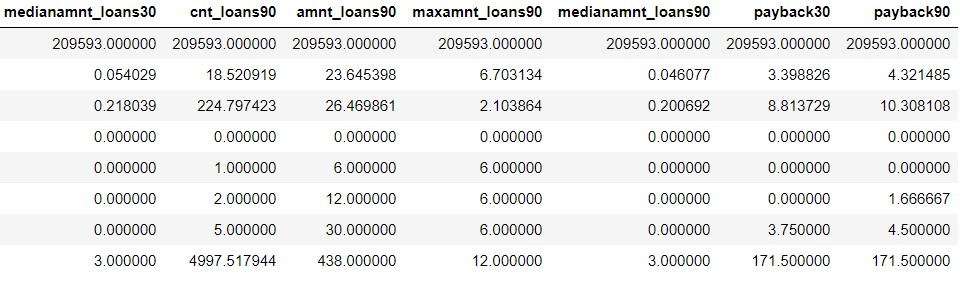 medianamnt_loans30 cnt_loans90 amnt_loans90 maxamnt_loans90 medianamnt_loans90 payback30 payback90
209593.000000 209593.000000 209593.000000 209593.000000 209593.000000 209593.000000 209593.000000
0.054029 18.520919 23.645398 6.703134 0.046077 3.398826 4.321485
0.218039 224.797423 26.469861 2.103864 0.200692 8.813729 10.308108
0.000000 0.000000 0.000000 0.000000 0.000000 0.000000 0.000000
0.000000 1.000000 6.000000 6.000000 0.000000 0.000000 0.000000
0.000000 2.000000 12.000000 6.000000 0.000000 0.000000 1.666667
0.000000 5.000000 30.000000 6.000000 0.000000 3.750000 4.500000
3.000000 4997.517944 438.000000 12.000000 3.000000 171.500000 171.500000